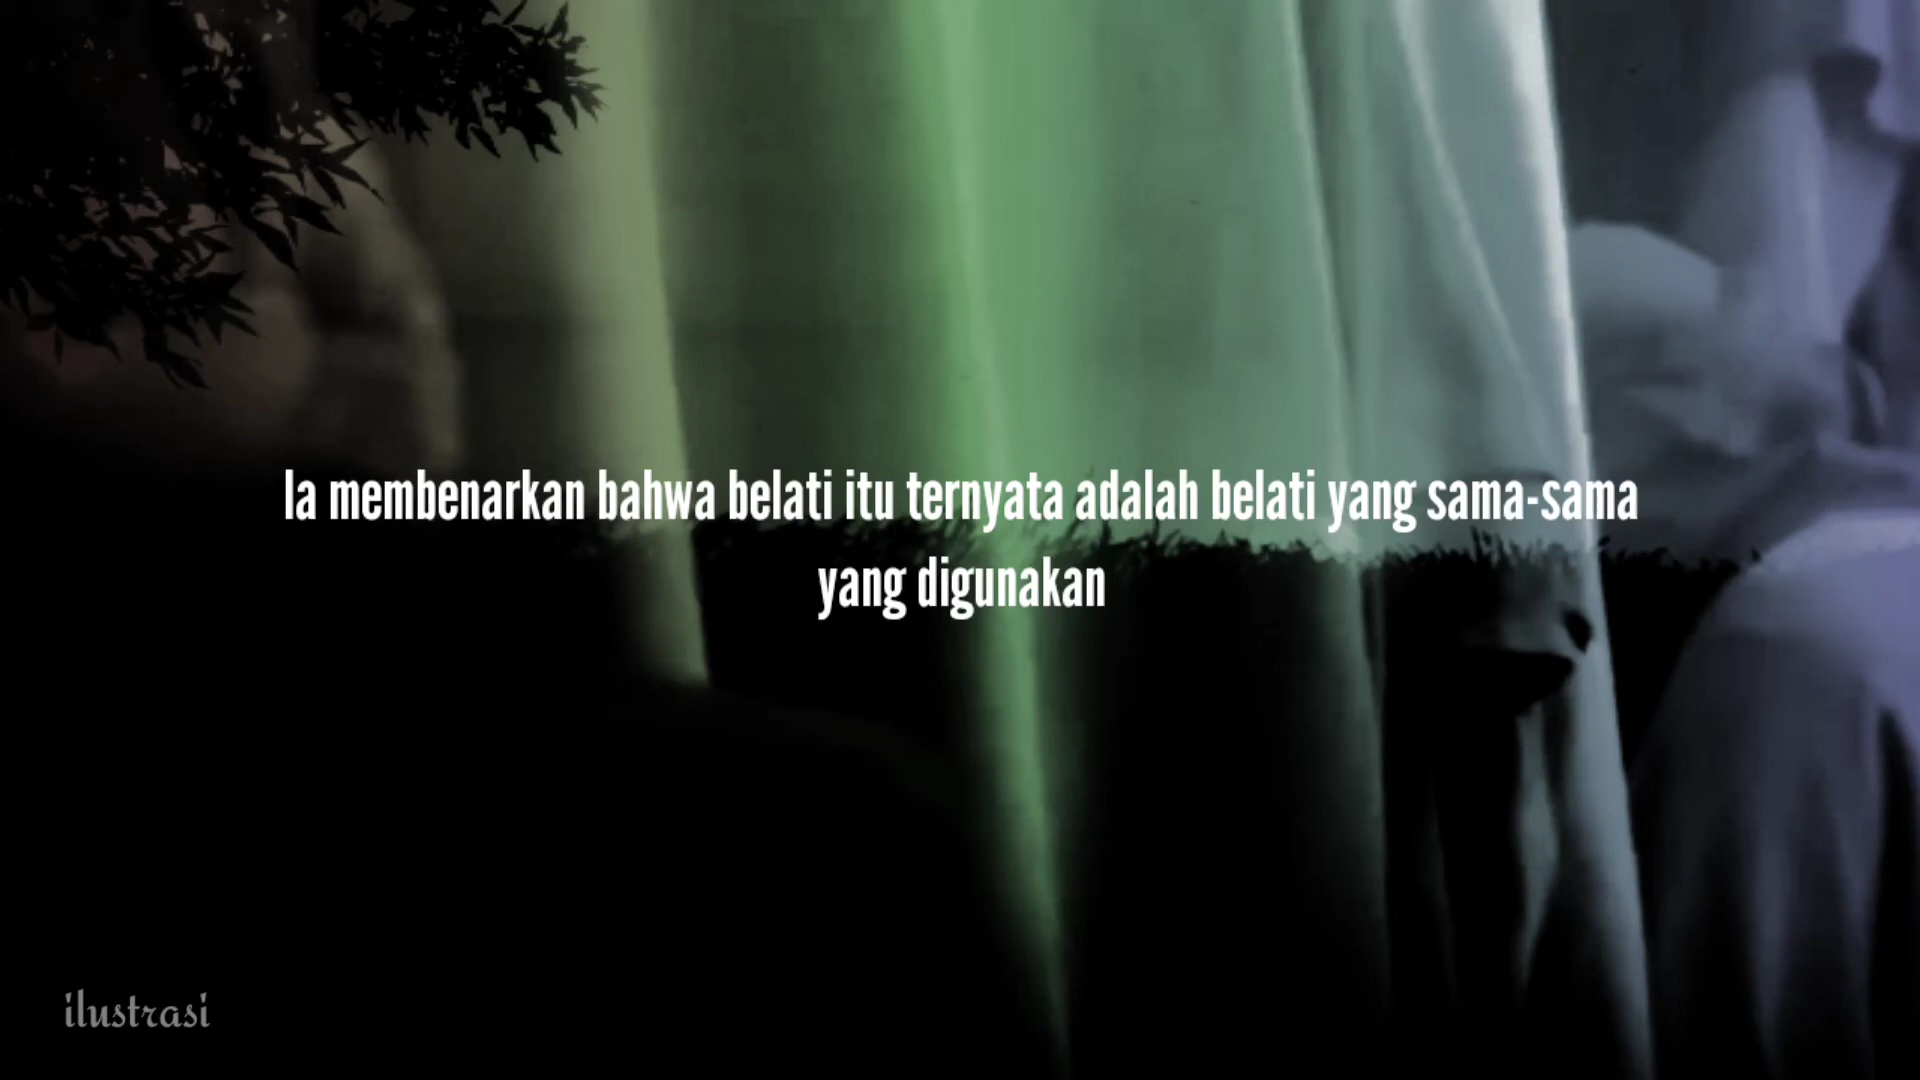 Ia membenarkan bahwa belati itu ternyata adalah belati yang sama-sama
yang digunakan
ilustrasi